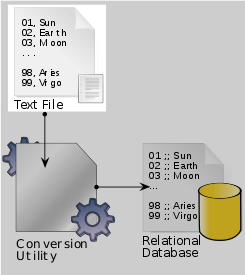 01, Sun
02, Earth
03, Moon
. . .
98, Aries
99, Virgo
Text File
Conversion
Utility
01 ;; Sun
02 ;; Earth
03 ;; Moon
...
98 ;; Aries
99 ;; Virgo
Relational
Database